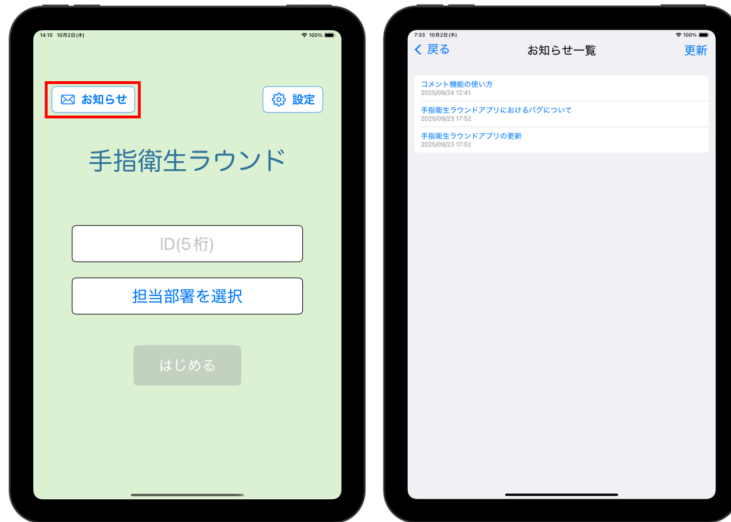 14:15 10月2日(木)
100%
お知らせ
設定
手指衛生ラウンド
ID(5桁)
担当部署を選択
はじめる
7:33 10月2日(木)
100%
戻る
お知らせ一覧
更新
コメント機能の使い方
2025/09/24 12:41
手指衛生ラウンドアプリにおけるバグについて
2025/09/23 17:52
手指衛生ラウンドアプリの更新
2025/09/23 17:52